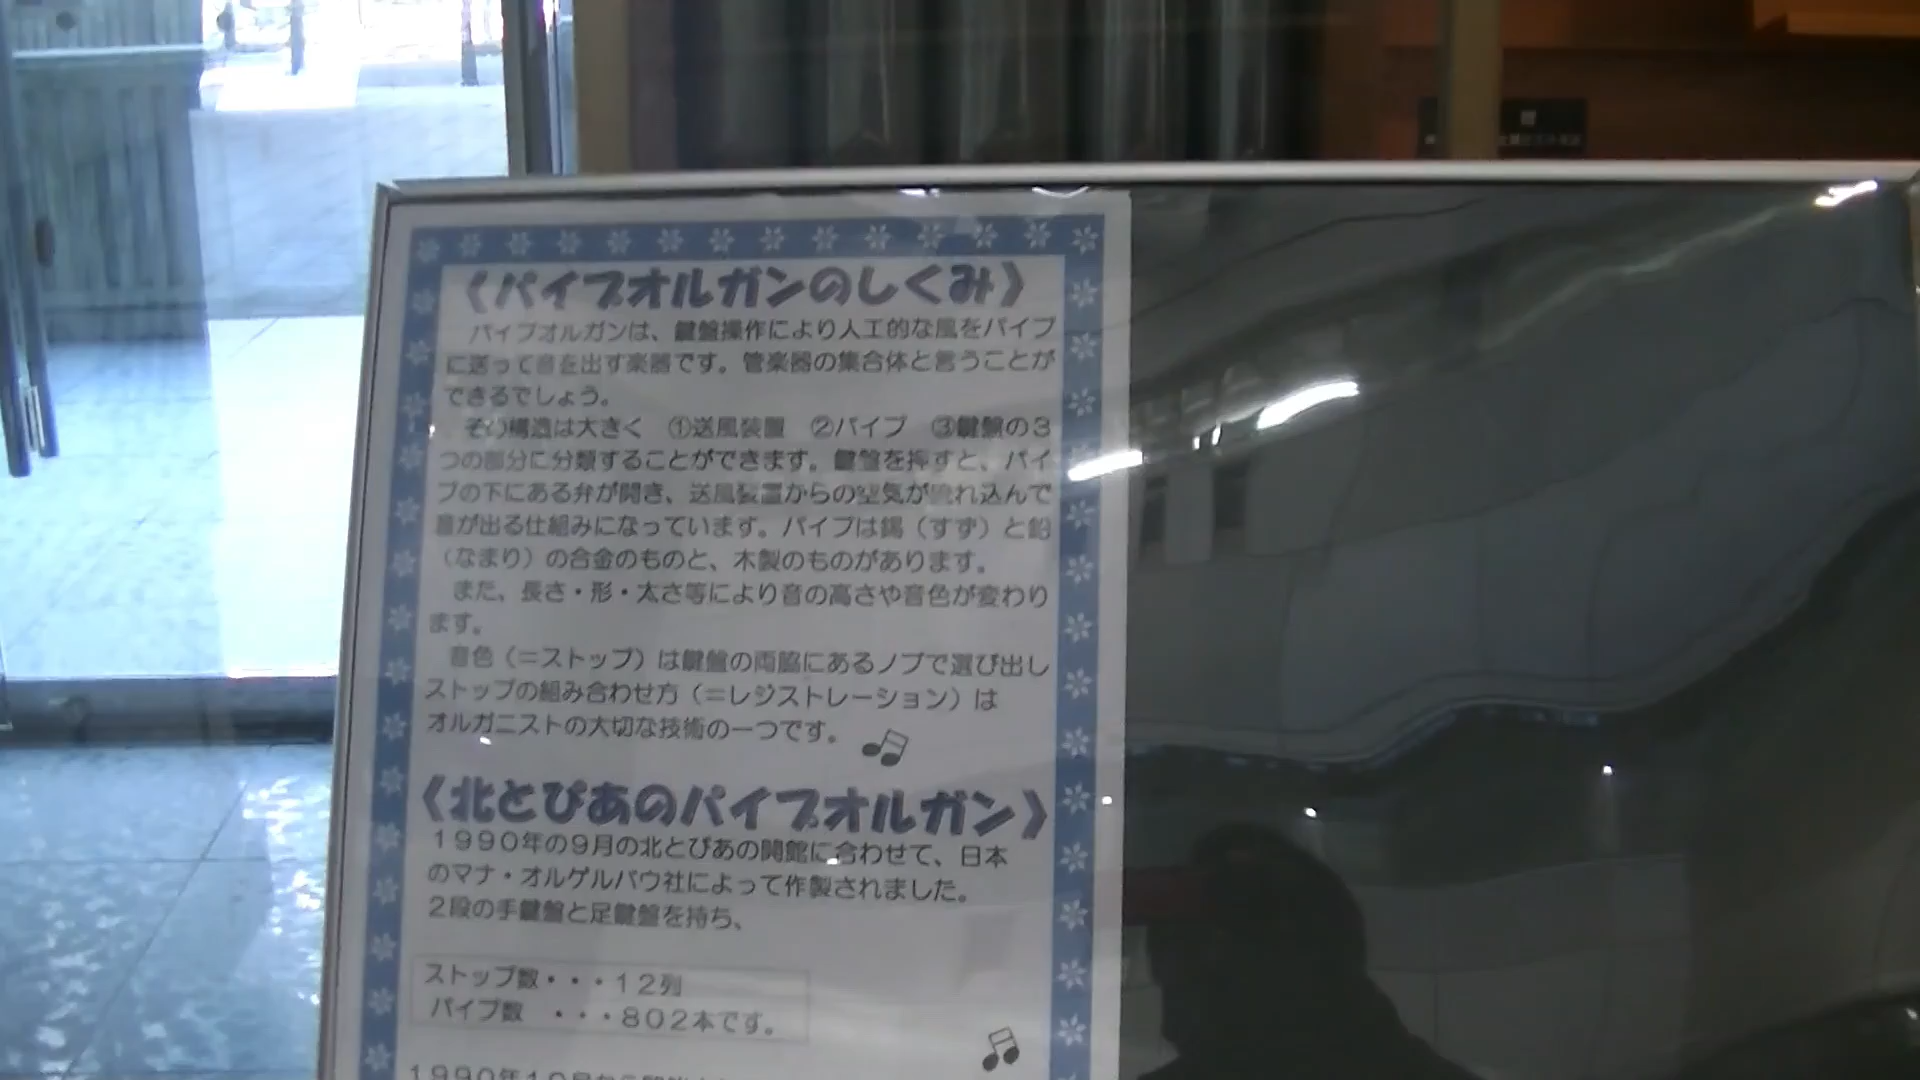 《パイプオルガンのしくみ》
パイプオルガンは、鍵盤操作により人工的な風をパイプ
に送って音を出す楽器です。管楽器の集合体と言うことが
できるでしょう。
その構造は大きく　①送風装置　②パイプ　③鍵盤の３
つの部分に分類することができます。鍵盤を押すと、パイ
プの下にある弁が開き、送風装置からの空気が流れ込んで
音が出る仕組みになっています。パイプは錫（すず）と鉛
（なまり）の合金のものと、木製のものがあります。
また、長さ・形・太さ等により音の高さや音色が変わり
ます。
音色（＝ストップ）は鍵盤の両脇にあるノブで選び出し
ストップの組み合わせ方（＝レジストレーション）は
オルガニストの大切な技術の一つです。
《北とぴあのパイプオルガン》
１９９０年の９月の北とぴあの開館に合わせて、日本
のマナ・オルゲルバウ社によって作製されました。
２段の手鍵盤と足鍵盤を持ち、
ストップ数・・・１２列
パイプ数　・・・８０２本です。
１９９０年１０月から